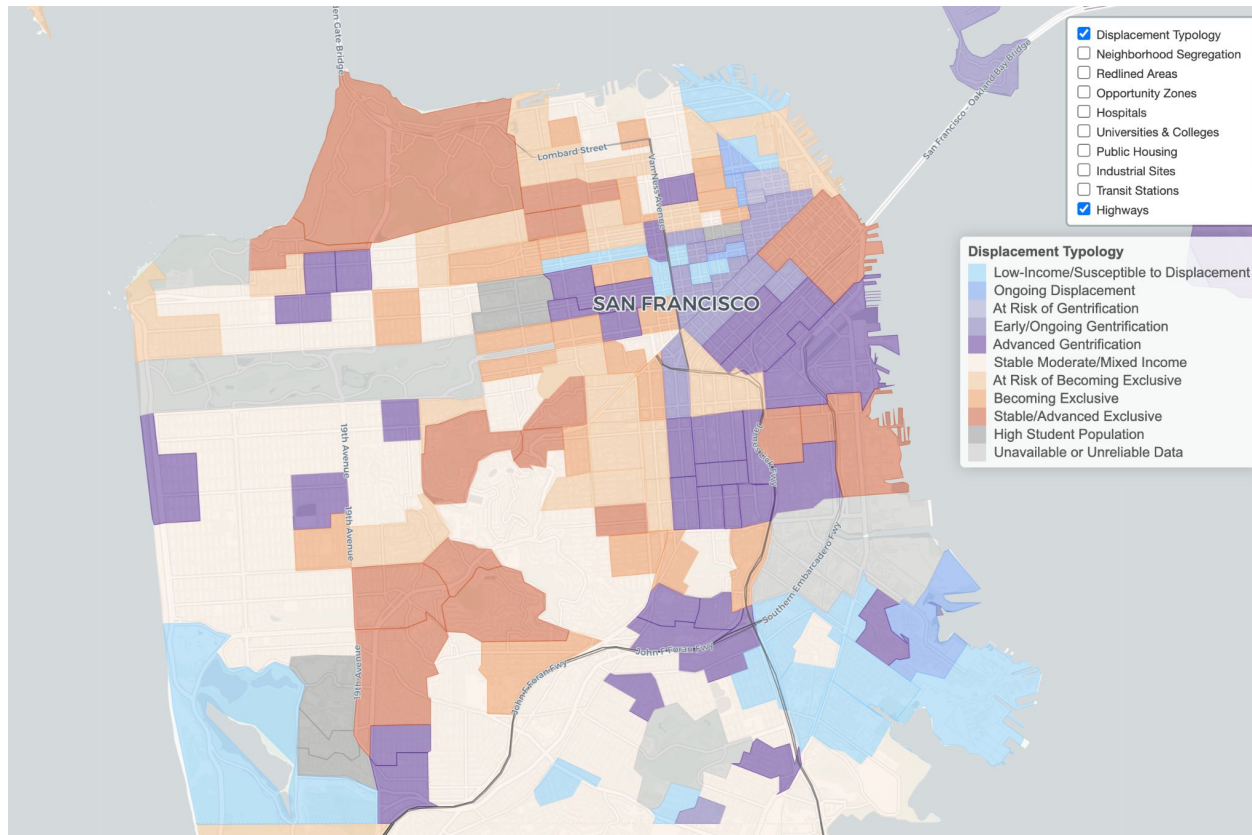 den Gate Bridge
San Francisco - Oakland Bay Bridge
Lombard Street
Van Ness Avenue
SAN FRANCISCO
19th Avenue
19th Avenue
19th Avenue
John F Foran Fwy
John F Foran Fwy
Southern Embarcadero Fwy
Displacement Typology
Neighborhood Segregation
Redlined Areas
Opportunity Zones
Hospitals
Universities & Colleges
Public Housing
Industrial Sites
Transit Stations
Highways
Displacement Typology
Low-Income/Susceptible to Displacement
Ongoing Displacement
At Risk of Gentrification
Early/Ongoing Gentrification
Advanced Gentrification
Stable Moderate/Mixed Income
At Risk of Becoming Exclusive
Becoming Exclusive
Stable/Advanced Exclusive
High Student Population
Unavailable or Unreliable Data